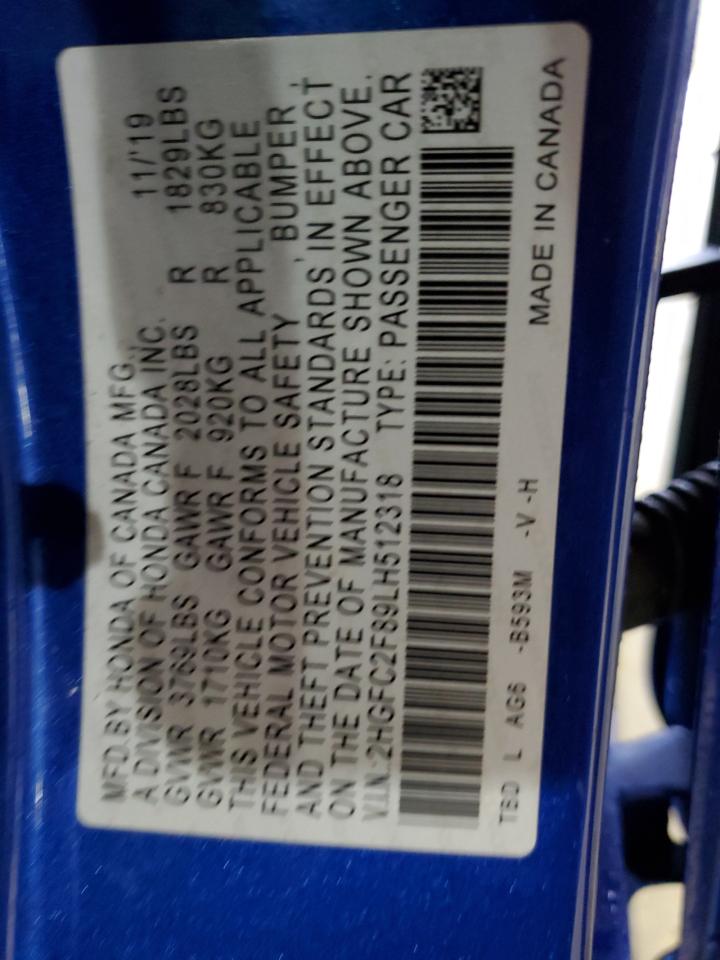 MFD.BY HONDA OF CANADA MFG., 11/'19
A DIVISION OF HONDA CANADA INC.
GVWR 3769LBS GAWR F 2028LBS R 1829LBS
GVWR 1710KG GAWR F 920KG R 830KG
THIS VEHICLE CONFORMS TO ALL APPLICABLE
FEDERAL MOTOR VEHICLE SAFETY, BUMPER,
AND THEFT PREVENTION STANDARDS IN EFFECT
ON THE DATE OF MANUFACTURE SHOWN ABOVE.
V.I.N.:2HGFC2F89LH512318 TYPE: PASSENGER CAR
TBD L AG6 -B593M -V -H
MADE IN CANADA